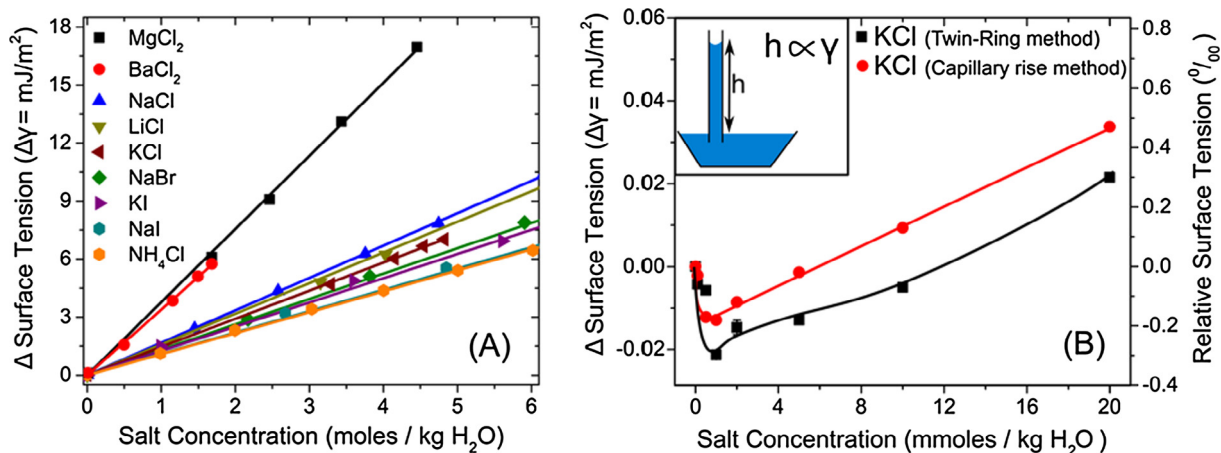 Δ Surface Tension (Δγ = mJ/m²)
18
15
12
9
6
3
0
MgCl₂
BaCl₂
NaCl
LiCl
KCl
NaBr
KI
NaI
NH₄Cl
(A)
0 1 2 3 4 5 6
Salt Concentration (moles / kg H₂O)
Δ Surface Tension (Δγ = mJ/m²)
0.06
0.04
0.02
0.00
-0.02
h
h ∝ γ
KCl (Twin-Ring method)
KCl (Capillary rise method)
(B)
0 4 8 12 16 20
Salt Concentration (mmoles / kg H₂O )
0.8
0.6
0.4
0.2
0.0
-0.2
-0.4
Relative Surface Tension (⁰/₀₀)